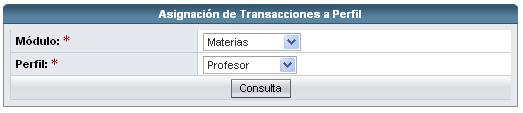 Asignación de Transacciones a Perfil
Módulo: * Materias
Perfil: * Profesor
Consulta